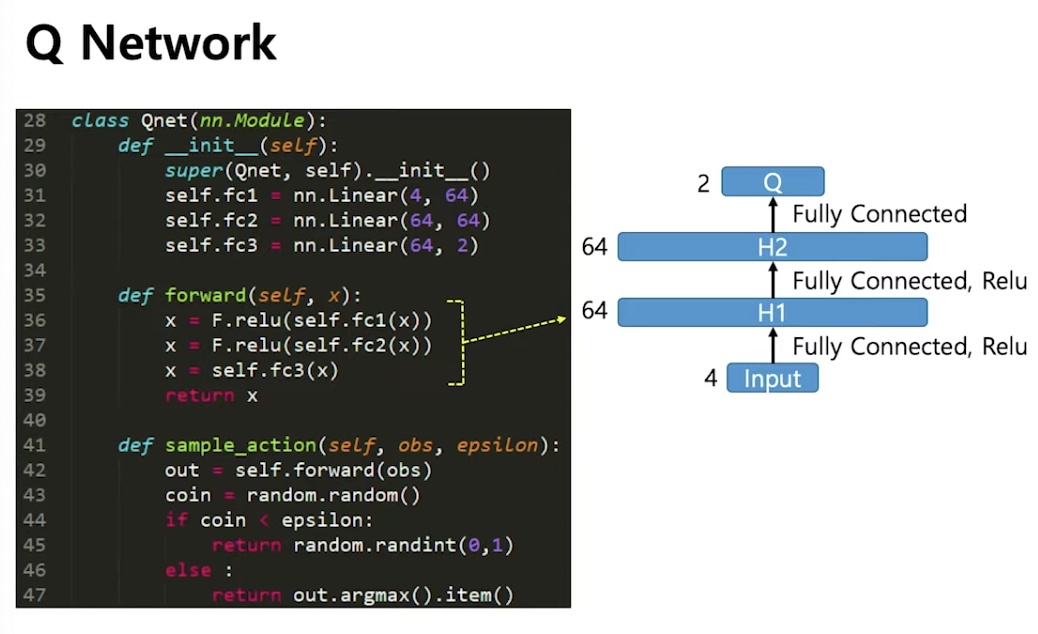 Q Network
28 class Qnet(nn.Module):
29     def __init__(self):
30         super(Qnet, self).__init__()
31         self.fc1 = nn.Linear(4, 64)
32         self.fc2 = nn.Linear(64, 64)
33         self.fc3 = nn.Linear(64, 2)
34
35     def forward(self, x):
36         x = F.relu(self.fc1(x))
37         x = F.relu(self.fc2(x))
38         x = self.fc3(x)
39         return x
40
41     def sample_action(self, obs, epsilon):
42         out = self.forward(obs)
43         coin = random.random()
44         if coin < epsilon:
45             return random.randint(0,1)
46         else :
47             return out.argmax().item()
2 Q
Fully Connected
64 H2
Fully Connected, Relu
64 H1
Fully Connected, Relu
4 Input